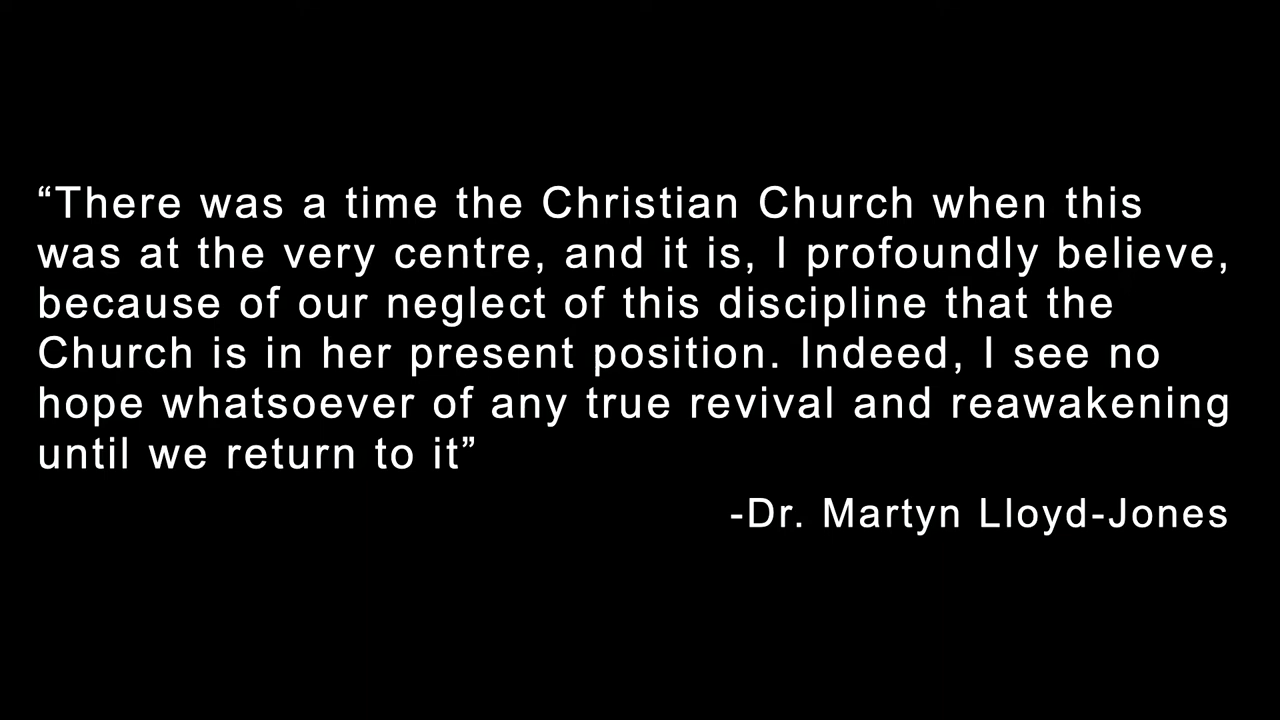 “There was a time the Christian Church when this
was at the very centre, and it is, I profoundly believe,
because of our neglect of this discipline that the
Church is in her present position. Indeed, I see no
hope whatsoever of any true revival and reawakening
until we return to it”
-Dr. Martyn Lloyd-Jones